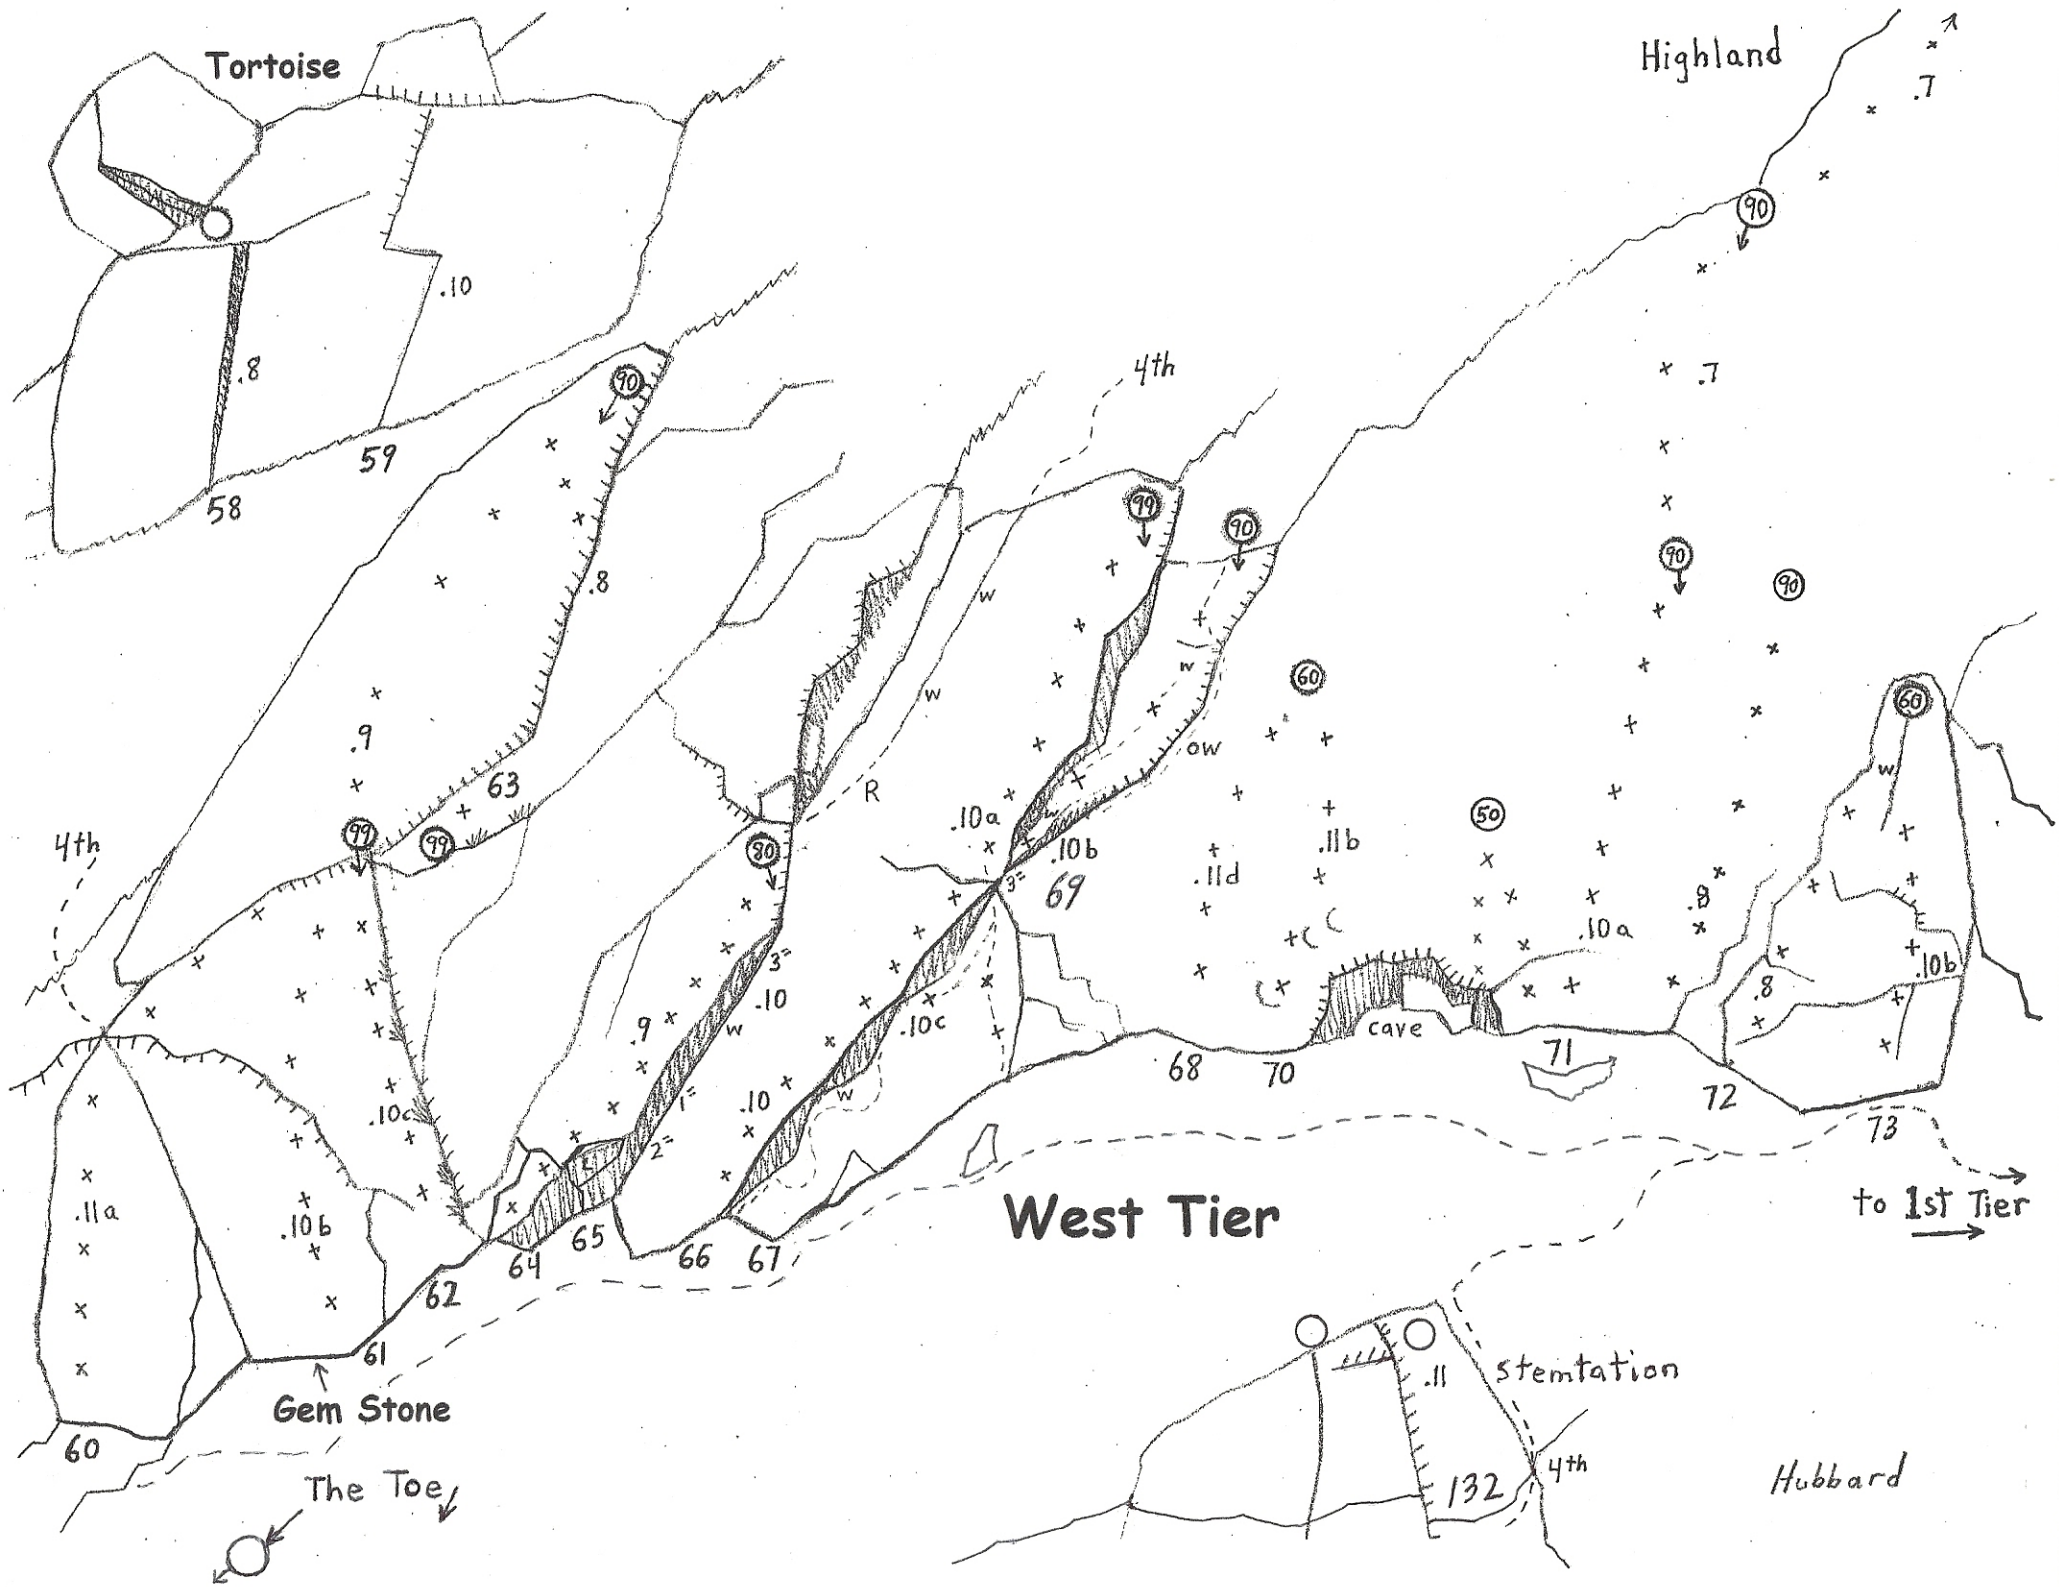 Tortoise
Highland
.7
90
.10
.8
4th
90
.7
59
58
99
90
90
90
.8
w
60
w
60
w
.9
ow
w
63
R
50
4th
99
99
80
.10a
.10b
.11b
.11d
3"
69
.8
.10a
3"
.10
.10b
.8
.9
w
.10c
cave
71
68
70
72
w
.10
1"
.10c
2"
73
.11a
.10b
to 1st Tier
West Tier
65
64
66
67
62
61
Stemtation
.11
Gem Stone
60
4th
132
Hubbard
The Toe